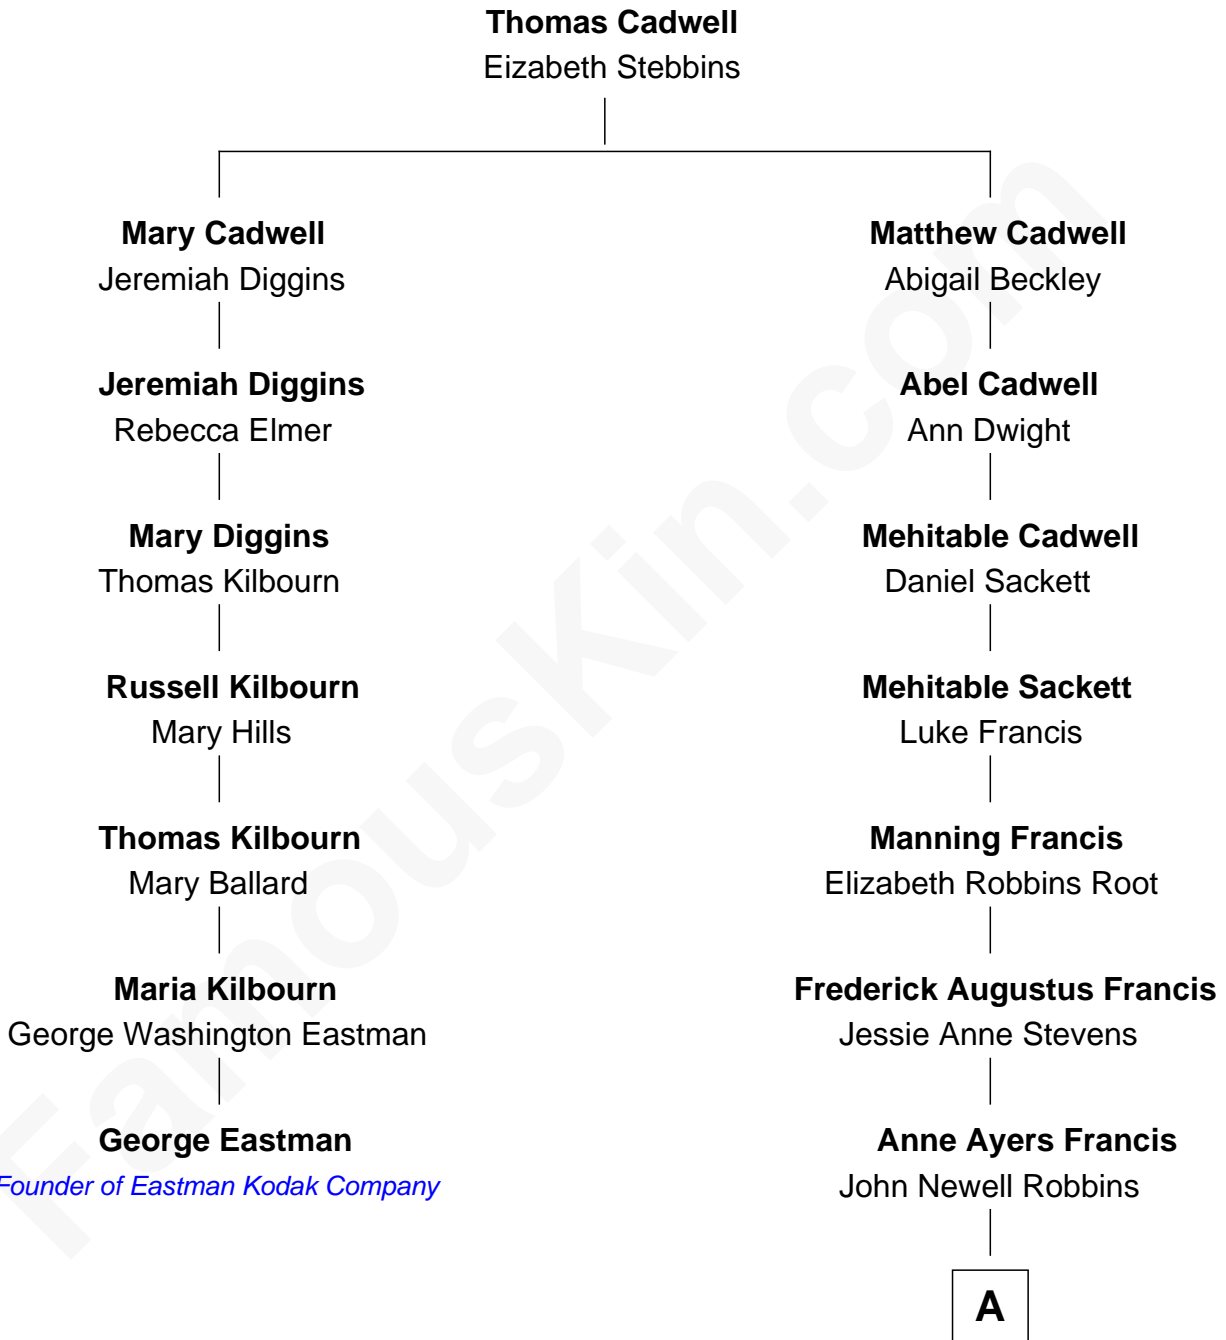 Thomas Cadwell
Eizabeth Stebbins
Mary Cadwell
Jeremiah Diggins
Matthew Cadwell
Abigail Beckley
Jeremiah Diggins
Rebecca Elmer
Abel Cadwell
Ann Dwight
Mary Diggins
Thomas Kilbourn
Mehitable Cadwell
Daniel Sackett
Russell Kilbourn
Mary Hills
Mehitable Sackett
Luke Francis
Thomas Kilbourn
Mary Ballard
Manning Francis
Elizabeth Robbins Root
Maria Kilbourn
George Washington Eastman
Frederick Augustus Francis
Jessie Anne Stevens
George Eastman
Founder of Eastman Kodak Company
Anne Ayers Francis
John Newell Robbins
A
FamousKin.com